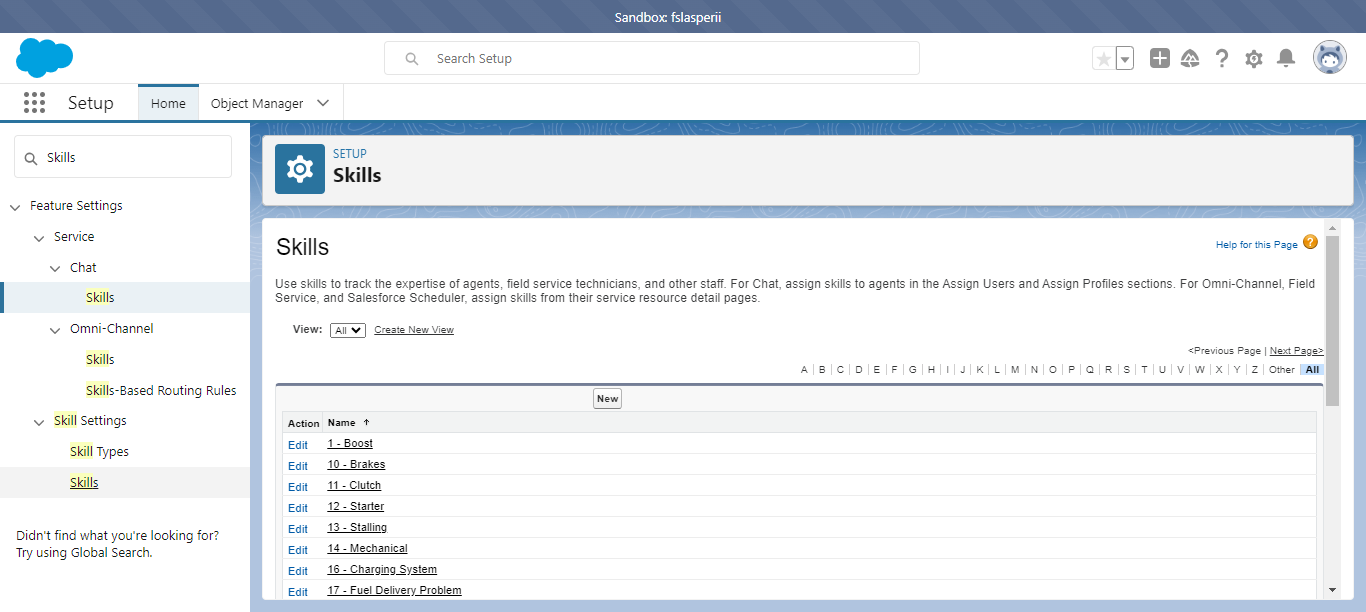 Sandbox: fslasperii
Search Setup
Setup
Home
Object Manager
Skills
Feature Settings
Service
Chat
Skills
Omni-Channel
Skills
Skills-Based Routing Rules
Skill Settings
Skill Types
Skills
Didn't find what you're looking for?
Try using Global Search.
SETUP
Skills
Skills
Help for this Page ?
Use skills to track the expertise of agents, field service technicians, and other staff. For Chat, assign skills to agents in the Assign Users and Assign Profiles sections. For Omni-Channel, Field
Service, and Salesforce Scheduler, assign skills from their service resource detail pages.
View: All Create New View
<Previous Page | Next Page>
A | B | C | D | E | F | G | H | I | J | K | L | M | N | O | P | Q | R | S | T | U | V | W | X | Y | Z | Other All
New
Action Name ↑
Edit 1 - Boost
Edit 10 - Brakes
Edit 11 - Clutch
Edit 12 - Starter
Edit 13 - Stalling
Edit 14 - Mechanical
Edit 16 - Charging System
Edit 17 - Fuel Delivery Problem